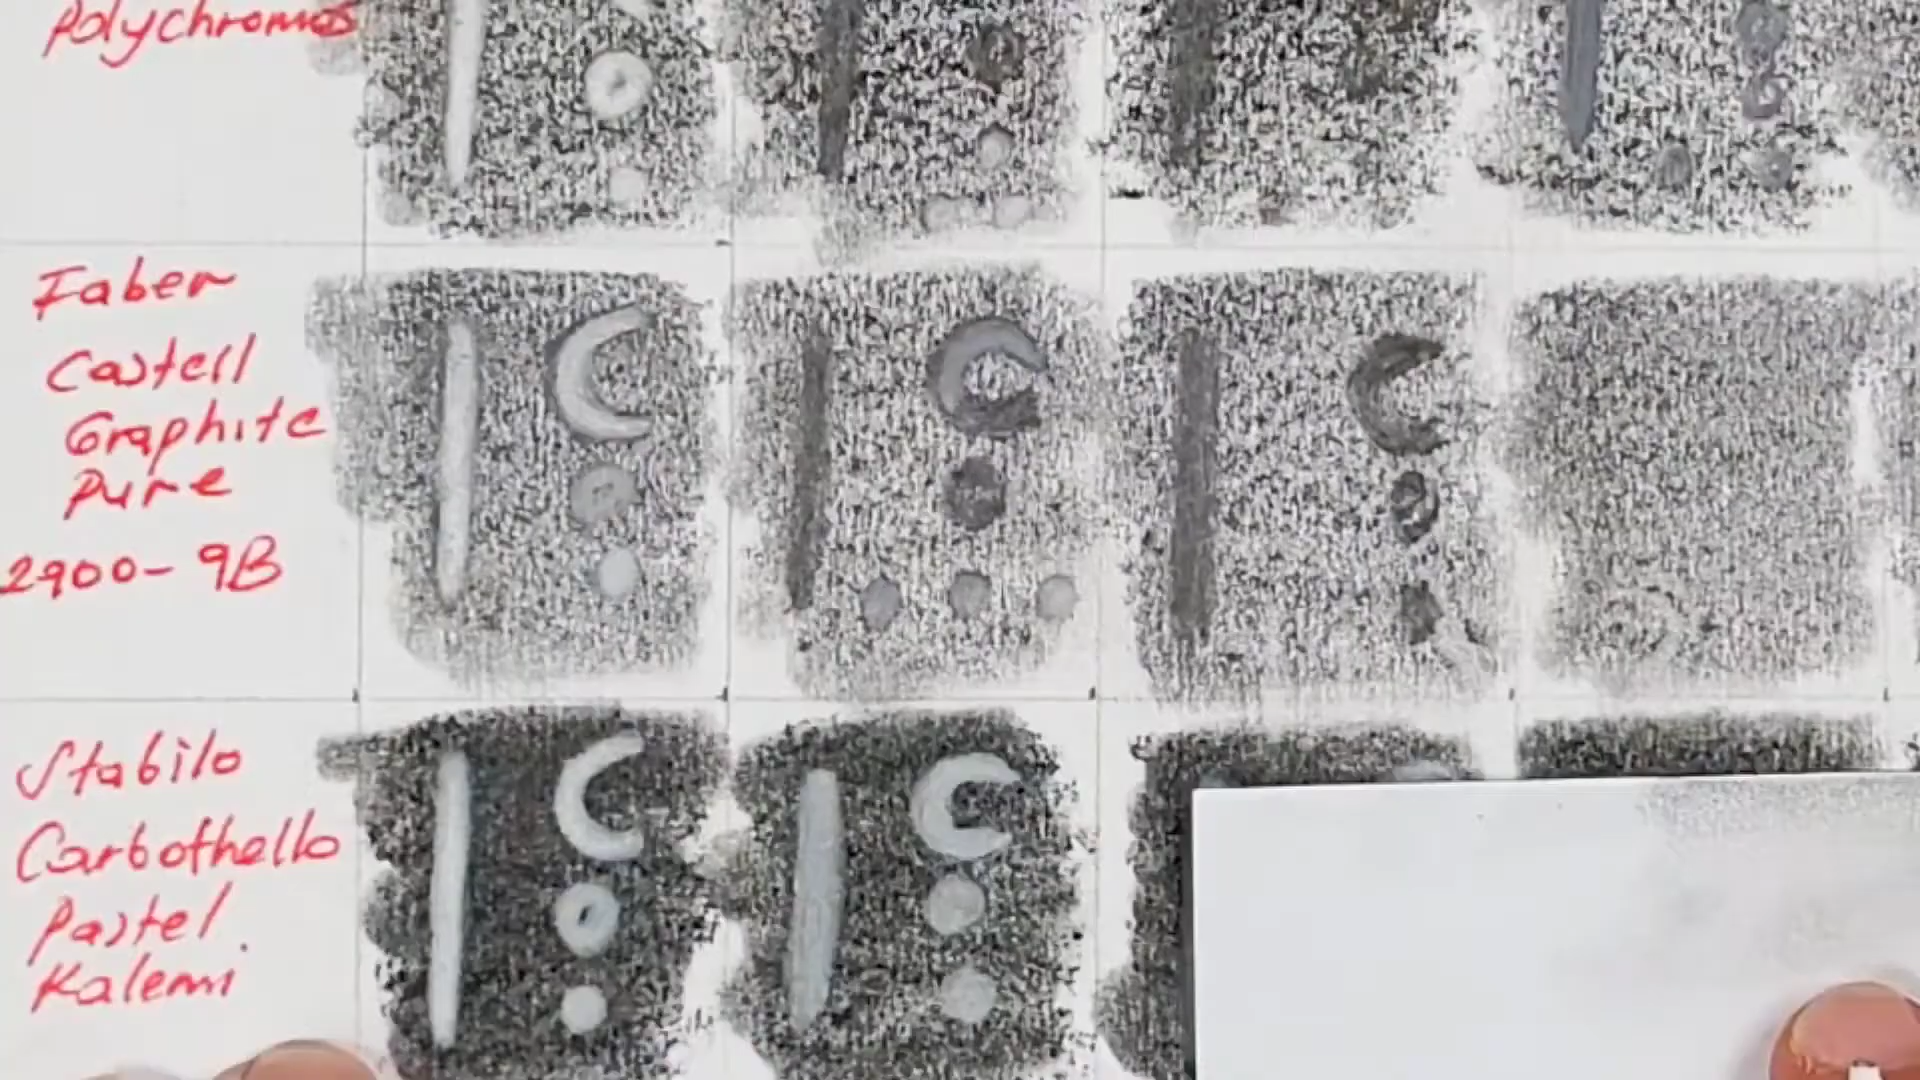 Polychromos
Faber
Castell
Graphite
Pure
2900-9B
Stabilo
Carbothello
Pastel
Kalemi